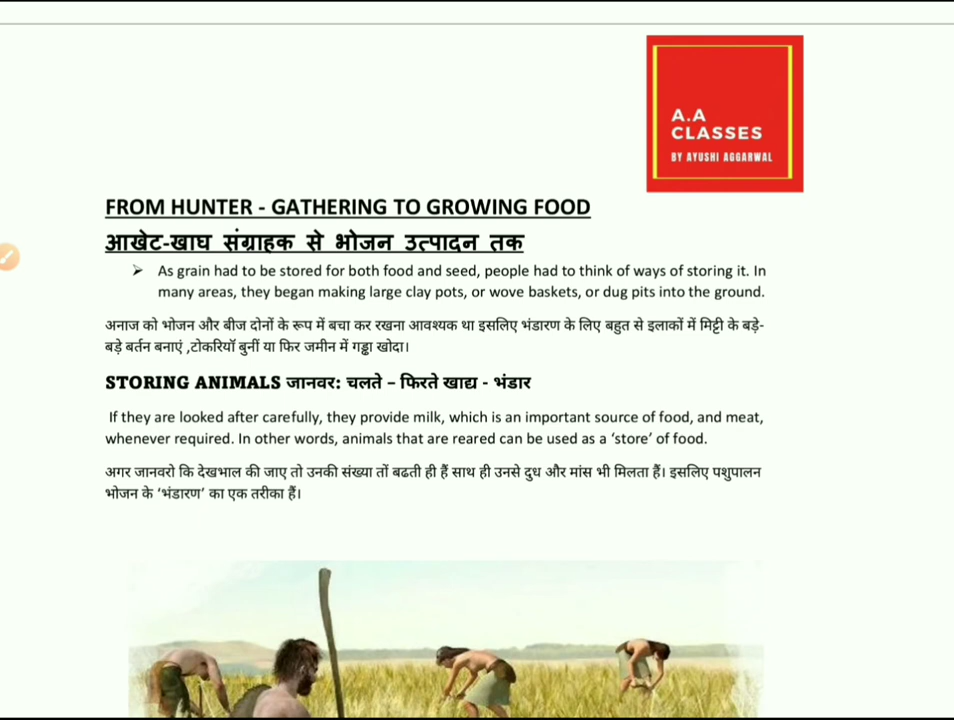 A.A
CLASSES
BY AYUSHI AGGARWAL
FROM HUNTER - GATHERING TO GROWING FOOD
आखेट-खाघ संग्राहक से भोजन उत्पादन तक
➢ As grain had to be stored for both food and seed, people had to think of ways of storing it. In
many areas, they began making large clay pots, or wove baskets, or dug pits into the ground.
अनाज को भोजन और बीज दोनों के रूप में बचा कर रखना आवश्यक था इसलिए भंडारण के लिए बहुत से इलाकों में मिट्टी के बड़े-
बड़े बर्तन बनाएं ,टोकरियॉ बुनीं या फिर जमीन में गड्ढा खोदा।
STORING ANIMALS जानवर: चलते – फिरते खाद्य - भंडार
If they are looked after carefully, they provide milk, which is an important source of food, and meat,
whenever required. In other words, animals that are reared can be used as a ‘store’ of food.
अगर जानवरो कि देखभाल की जाए तो उनकी संख्या तों बढती ही हैं साथ ही उनसे दुध और मांस भी मिलता हैं। इसलिए पशुपालन
भोजन के ‘भंडारण’ का एक तरीका हैं।